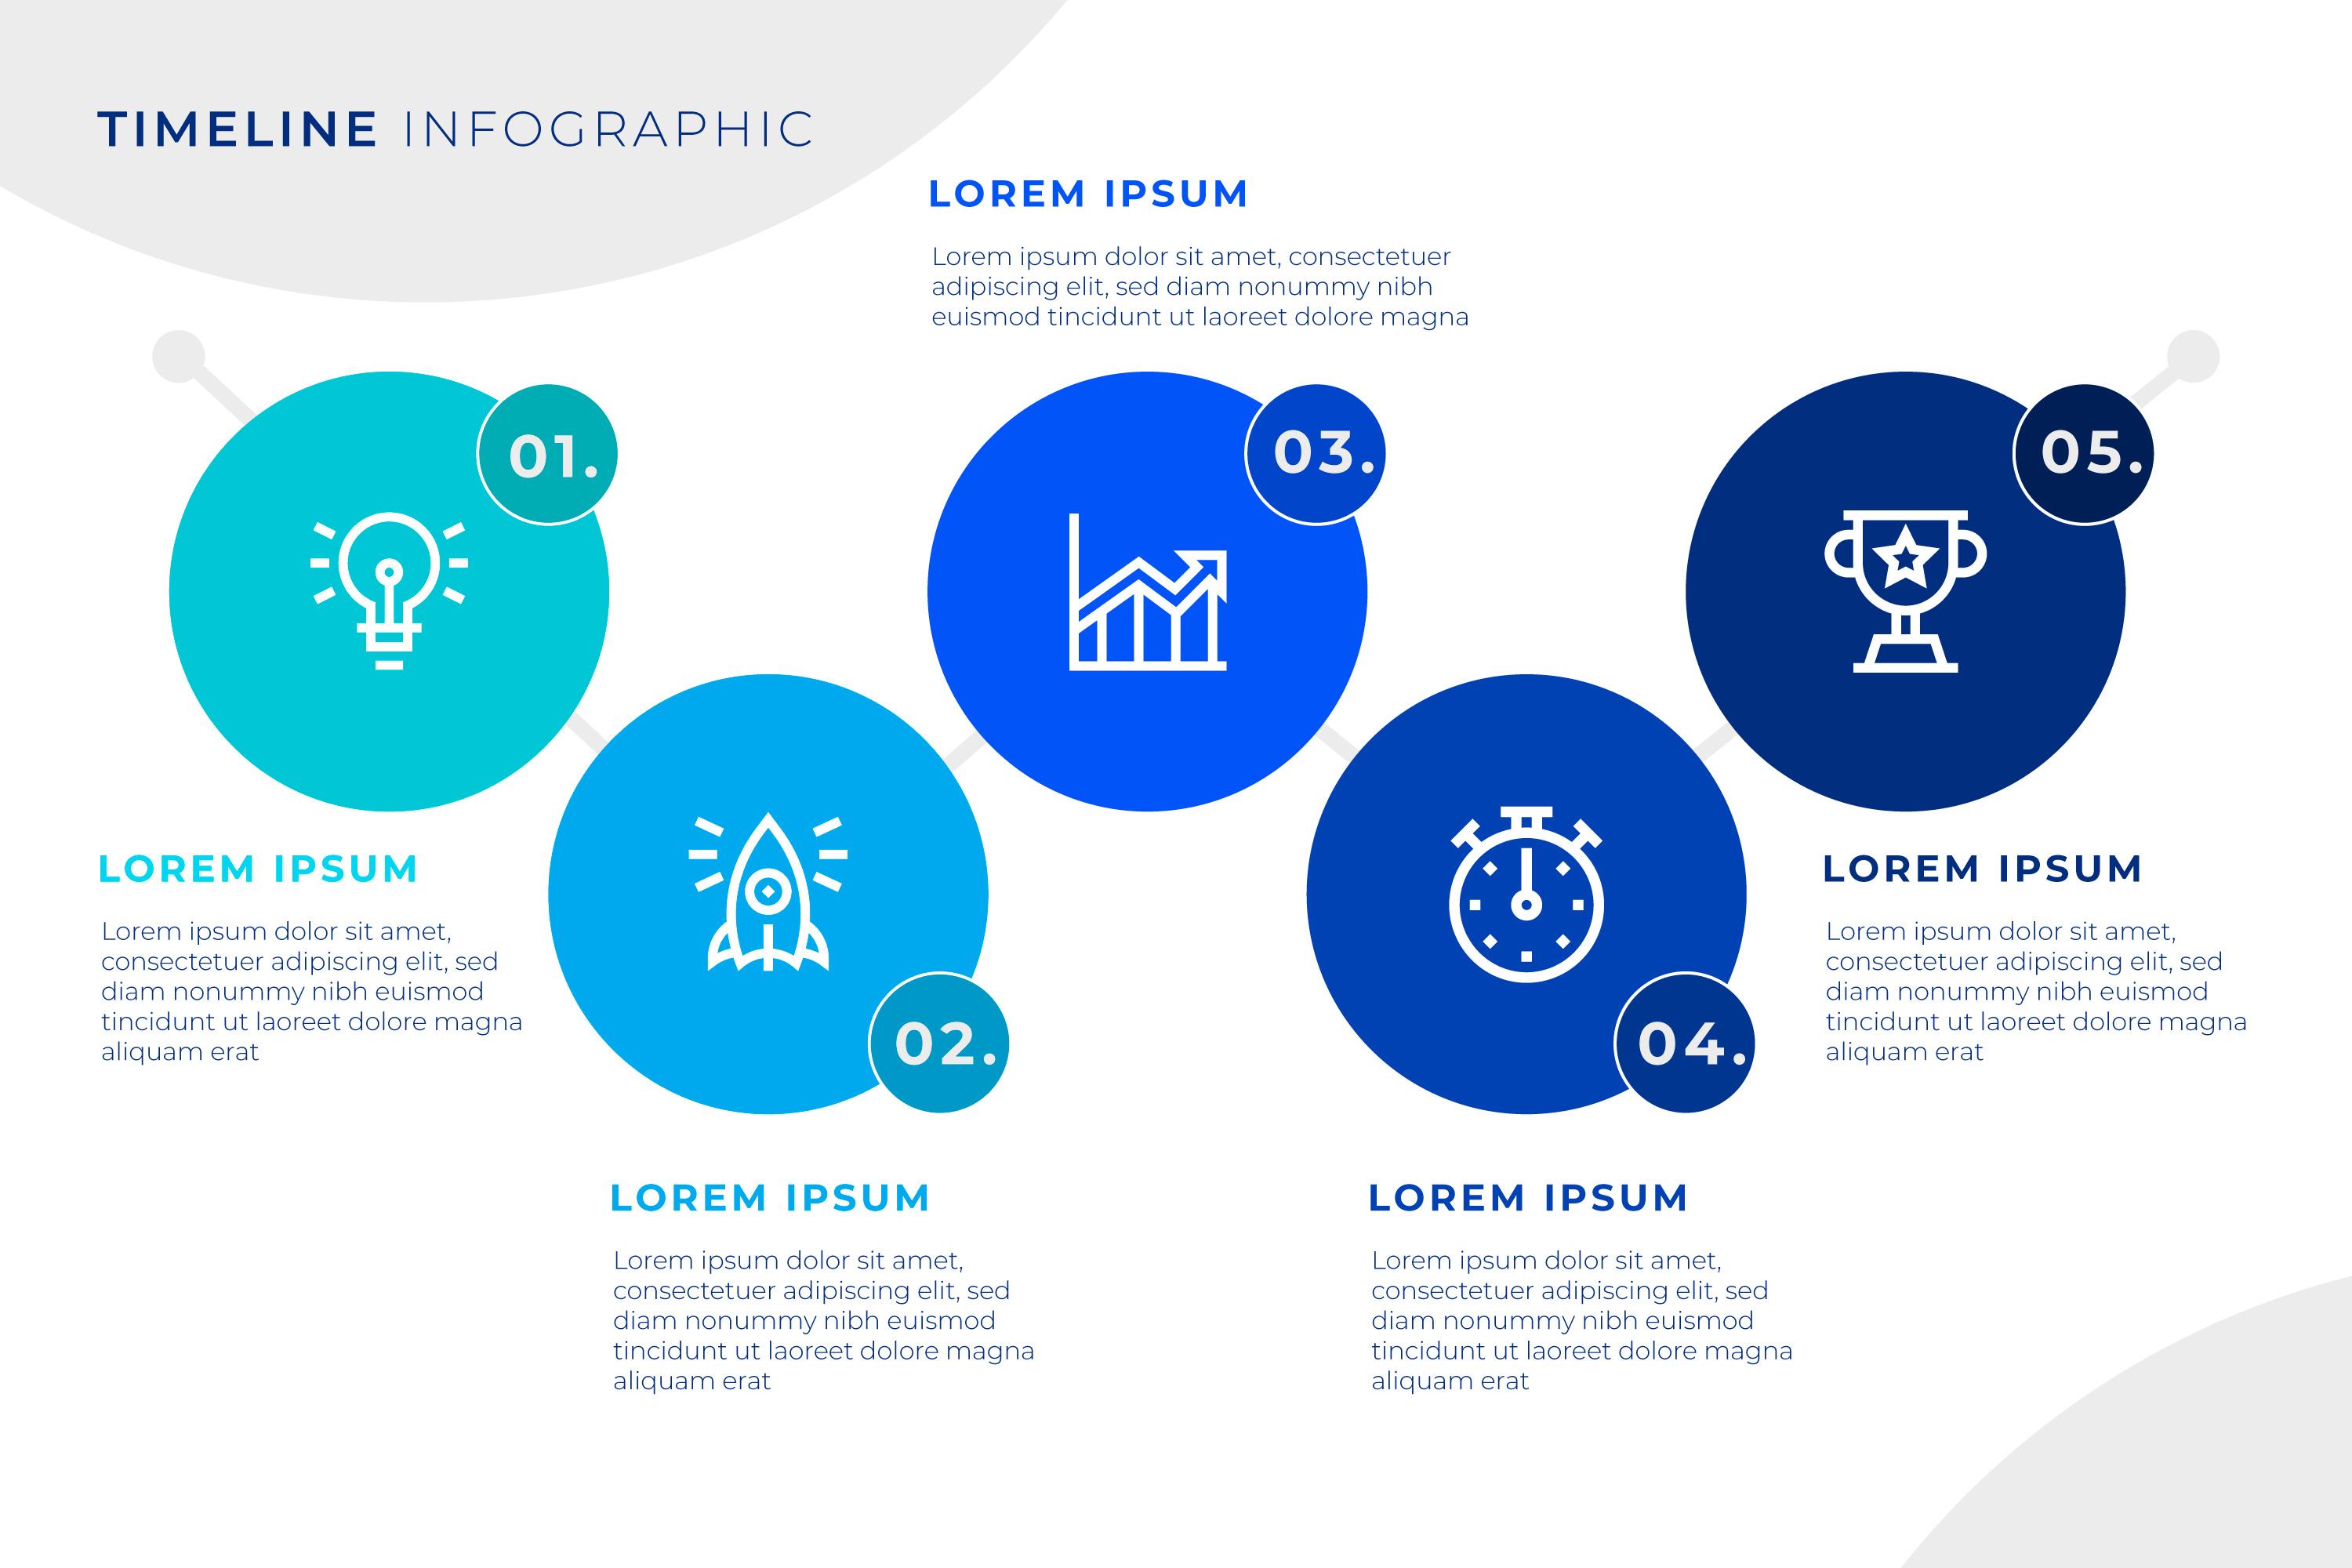 TIMELINE INFOGRAPHIC
01.
LOREM IPSUM
Lorem ipsum dolor sit amet,
consectetuer adipiscing elit, sed
diam nonummy nibh euismod
tincidunt ut laoreet dolore magna
aliquam erat
02.
LOREM IPSUM
Lorem ipsum dolor sit amet,
consectetuer adipiscing elit, sed
diam nonummy nibh euismod
tincidunt ut laoreet dolore magna
aliquam erat
LOREM IPSUM
Lorem ipsum dolor sit amet, consectetuer
adipiscing elit, sed diam nonummy nibh
euismod tincidunt ut laoreet dolore magna
03.
04.
LOREM IPSUM
Lorem ipsum dolor sit amet,
consectetuer adipiscing elit, sed
diam nonummy nibh euismod
tincidunt ut laoreet dolore magna
aliquam erat
05.
LOREM IPSUM
Lorem ipsum dolor sit amet,
consectetuer adipiscing elit, sed
diam nonummy nibh euismod
tincidunt ut laoreet dolore magna
aliquam erat